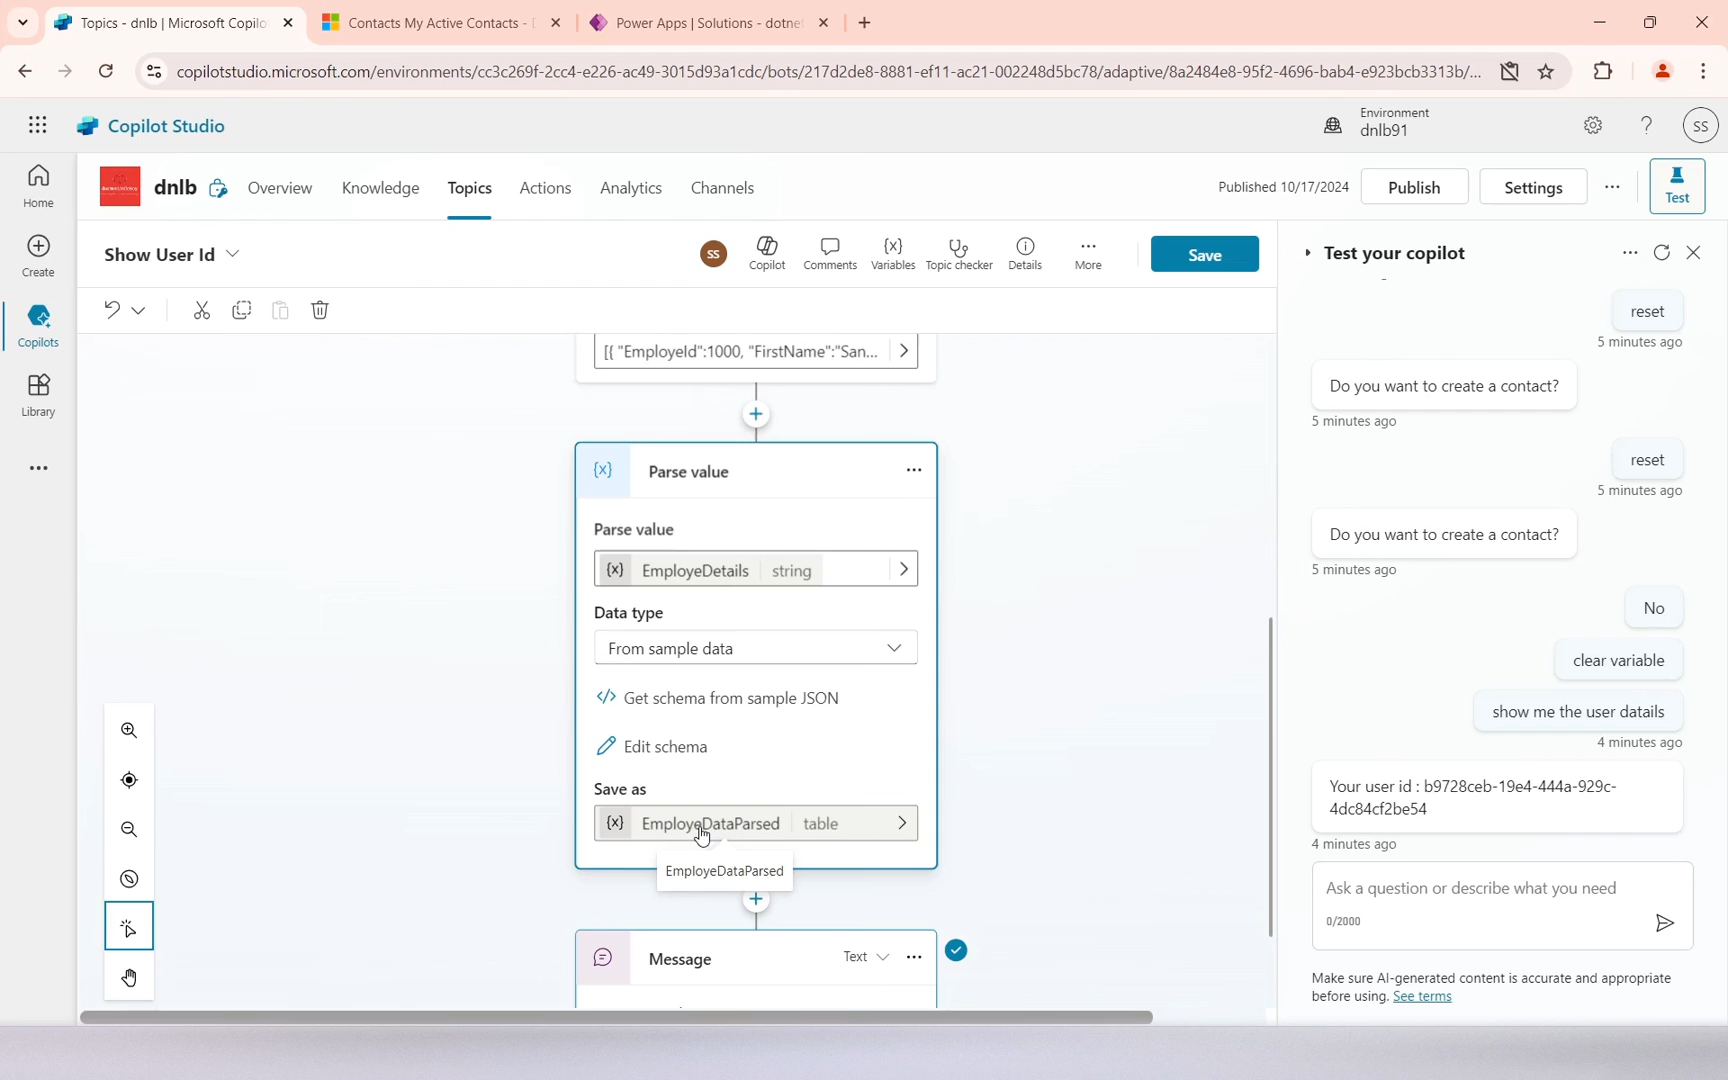 Topics - dnlb | Microsoft Copilo
Contacts My Active Contacts - D
Power Apps | Solutions - dotne
copilotstudio.microsoft.com/environments/cc3c269f-2cc4-e226-ac49-3015d93a1cdc/bots/217d2de8-8881-ef11-ac21-002248d5bc78/adaptive/8a2484e8-95f2-4696-bab4-e923bcb3313b/...
Copilot Studio
Environment
dnlb91
SS
Home
Create
Copilots
Library
dnlb
Overview
Knowledge
Topics
Actions
Analytics
Channels
Published 10/17/2024
Publish
Settings
Test
Show User Id
SS
Copilot
Comments
Variables
Topic checker
Details
More
Save
[{ "EmployeId":1000, "FirstName":"San...
Parse value
Parse value
{x} EmployeDetails string
Data type
From sample data
</> Get schema from sample JSON
Edit schema
Save as
{x} EmployeDataParsed table
EmployeDataParsed
Message
Text
Test your copilot
reset
5 minutes ago
Do you want to create a contact?
5 minutes ago
reset
5 minutes ago
Do you want to create a contact?
5 minutes ago
No
clear variable
show me the user datails
4 minutes ago
Your user id : b9728ceb-19e4-444a-929c-
4dc84cf2be54
4 minutes ago
Ask a question or describe what you need
0/2000
Make sure AI-generated content is accurate and appropriate
before using. See terms